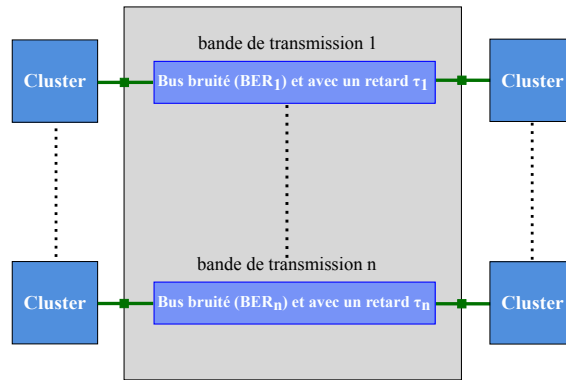 bande de transmission 1
Cluster
Bus bruité (BER1) et avec un retard τ1
Cluster
bande de transmission n
Cluster
Bus bruité (BERn) et avec un retard τn
Cluster